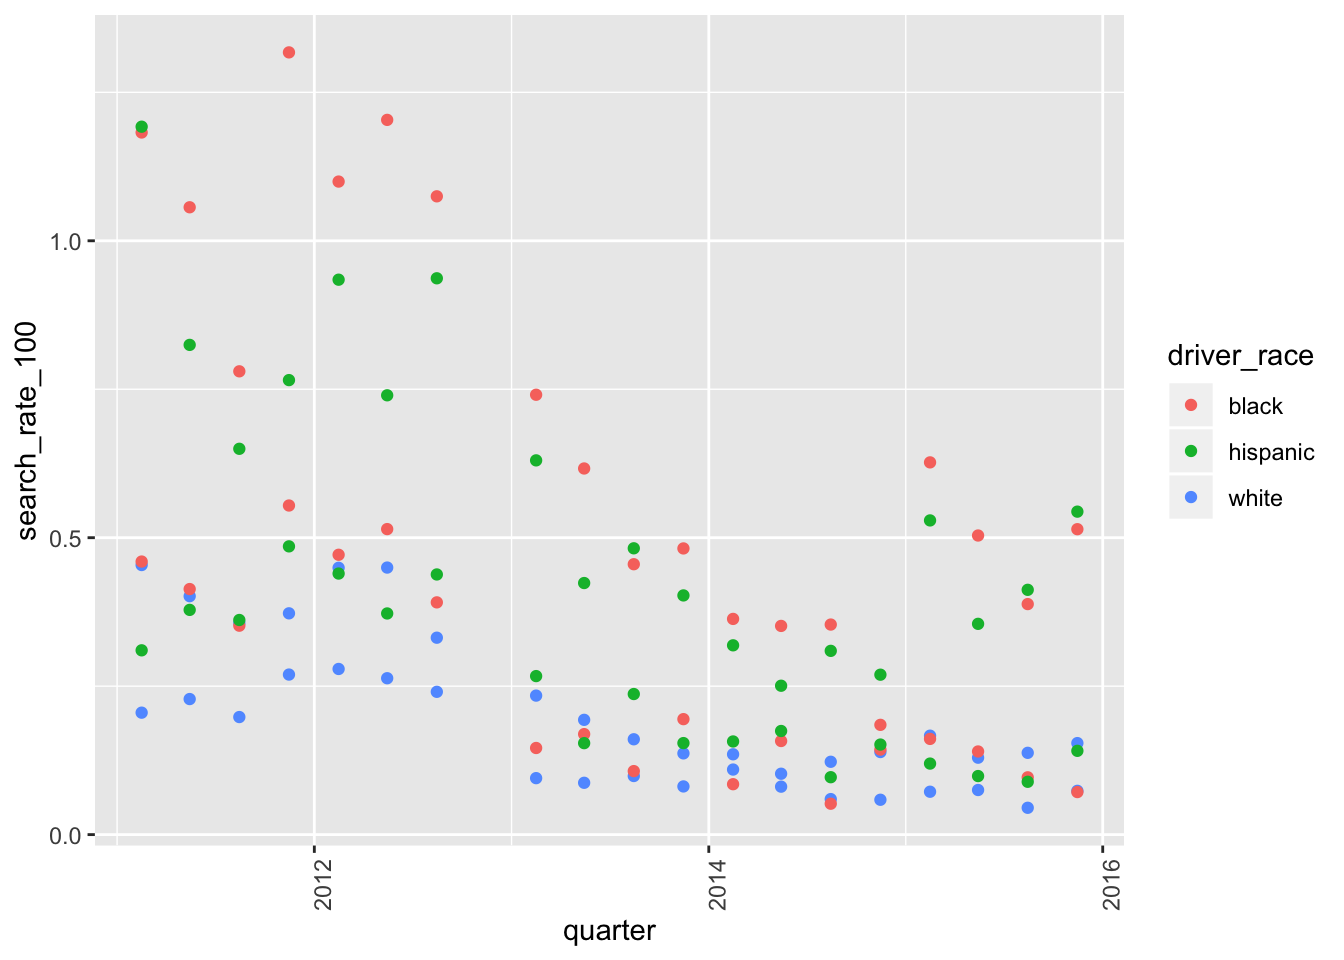 search_rate_100
1.0
0.5
0.0
2012
2014
2016
quarter
driver_race
black
hispanic
white